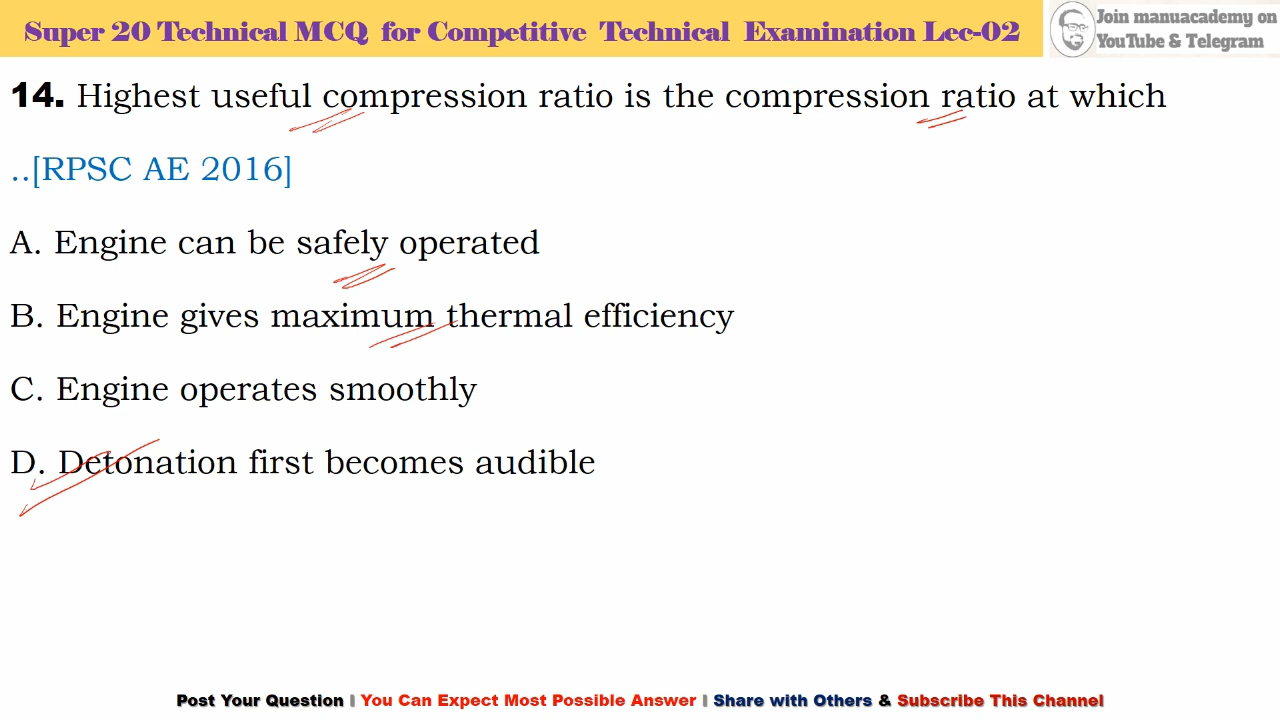 Super 20 Technical MCQ for Competitive Technical Examination Lec-02
Join manuacademy on
YouTube & Telegram
14. Highest useful compression ratio is the compression ratio at which
..[RPSC AE 2016]
A. Engine can be safely operated
B. Engine gives maximum thermal efficiency
C. Engine operates smoothly
D. Detonation first becomes audible
Post Your Question | You Can Expect Most Possible Answer | Share with Others & Subscribe This Channel